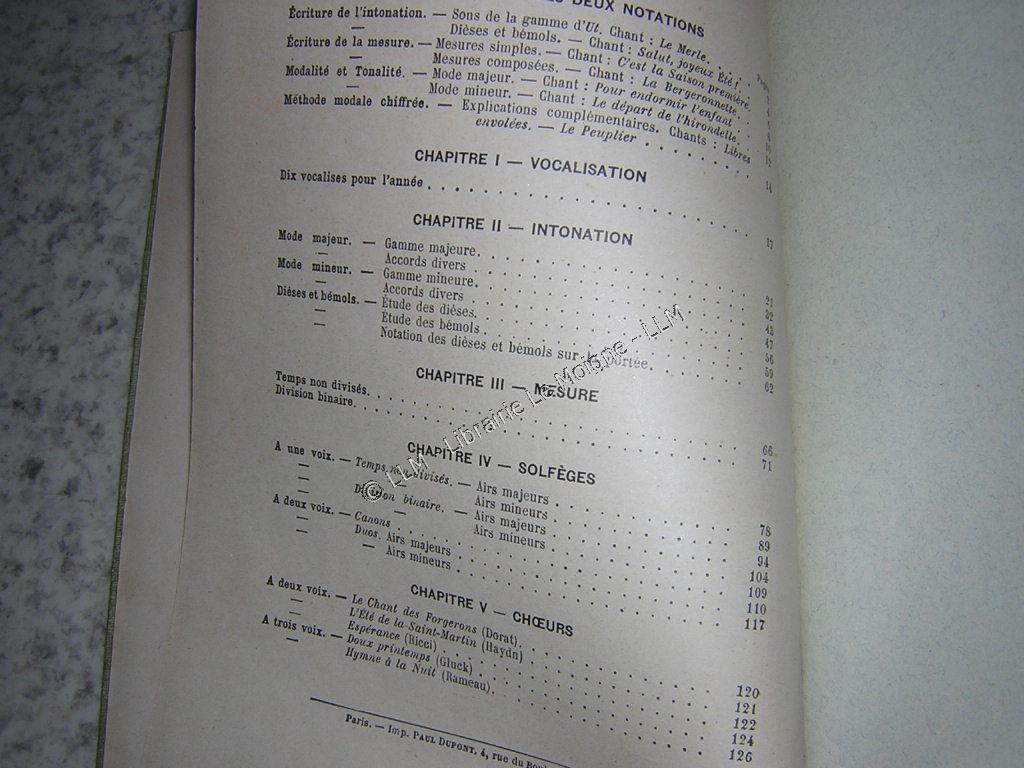 DEUX NOTATIONS
Écriture de l'intonation. — Sons de la gamme d'Ut. Chant : Le Merle. . . .
— Dièses et bémols. — Chant : Salut, joyeux Été ! .
Écriture de la mesure. — Mesures simples. — Chant : C'est la Saison première.
— Mesures composées. — Chant : La Bergeronnette. .
Modalité et Tonalité. — Mode majeur. — Chant : Pour endormir l'enfant . .
— Mode mineur. — Chant : Le départ de l'hirondelle. 10
Méthode modale chiffrée. — Explications complémentaires. Chants : Libres 12
envolées. — Le Peuplier . . . . . . . . 14
CHAPITRE I — VOCALISATION
Dix vocalises pour l'année . . . . . . . . . . 17
CHAPITRE II — INTONATION
Mode majeur. — Gamme majeure. . . . . . . . . 21
— Accords divers . . . . . . . . 32
Mode mineur. — Gamme mineure. . . . . . . . . 43
— Accords divers . . . . . . . . 47
Dièses et bémols. — Étude des dièses. . . . . . . . . 56
— Étude des bémols . . . . . . . . 59
— Notation des dièses et bémols sur la portée. . . . . 62
CHAPITRE III — MESURE
Temps non divisés. . . . . . . . . . 66
Division binaire. . . . . . . . . . 71
CHAPITRE IV — SOLFÈGES
A une voix. — Temps non divisés. — Airs majeurs . . . . . . . 78
— — Airs mineurs . . . . . . . 89
— Division binaire. — Airs majeurs . . . . . . . 94
— — Airs mineurs . . . . . . . 104
A deux voix. — Canons . . . . . . . . . 109
— Duos. Airs majeurs . . . . . . . . 110
— Airs mineurs . . . . . . . . 117
CHAPITRE V — CHŒURS
A deux voix. — Le Chant des Forgerons (Dorat). . . . . . . 120
— L'Été de la Saint-Martin (Haydn) . . . . . . . 121
— Espérance (Ricci) . . . . . . . . 122
A trois voix. — Doux printemps (Gluck) . . . . . . . 124
— Hymne à la Nuit (Rameau). . . . . . . . 126
Paris. — Imp. PAUL DUPONT, 4, rue du
© LLM - Librairie Le Moigne - LLM